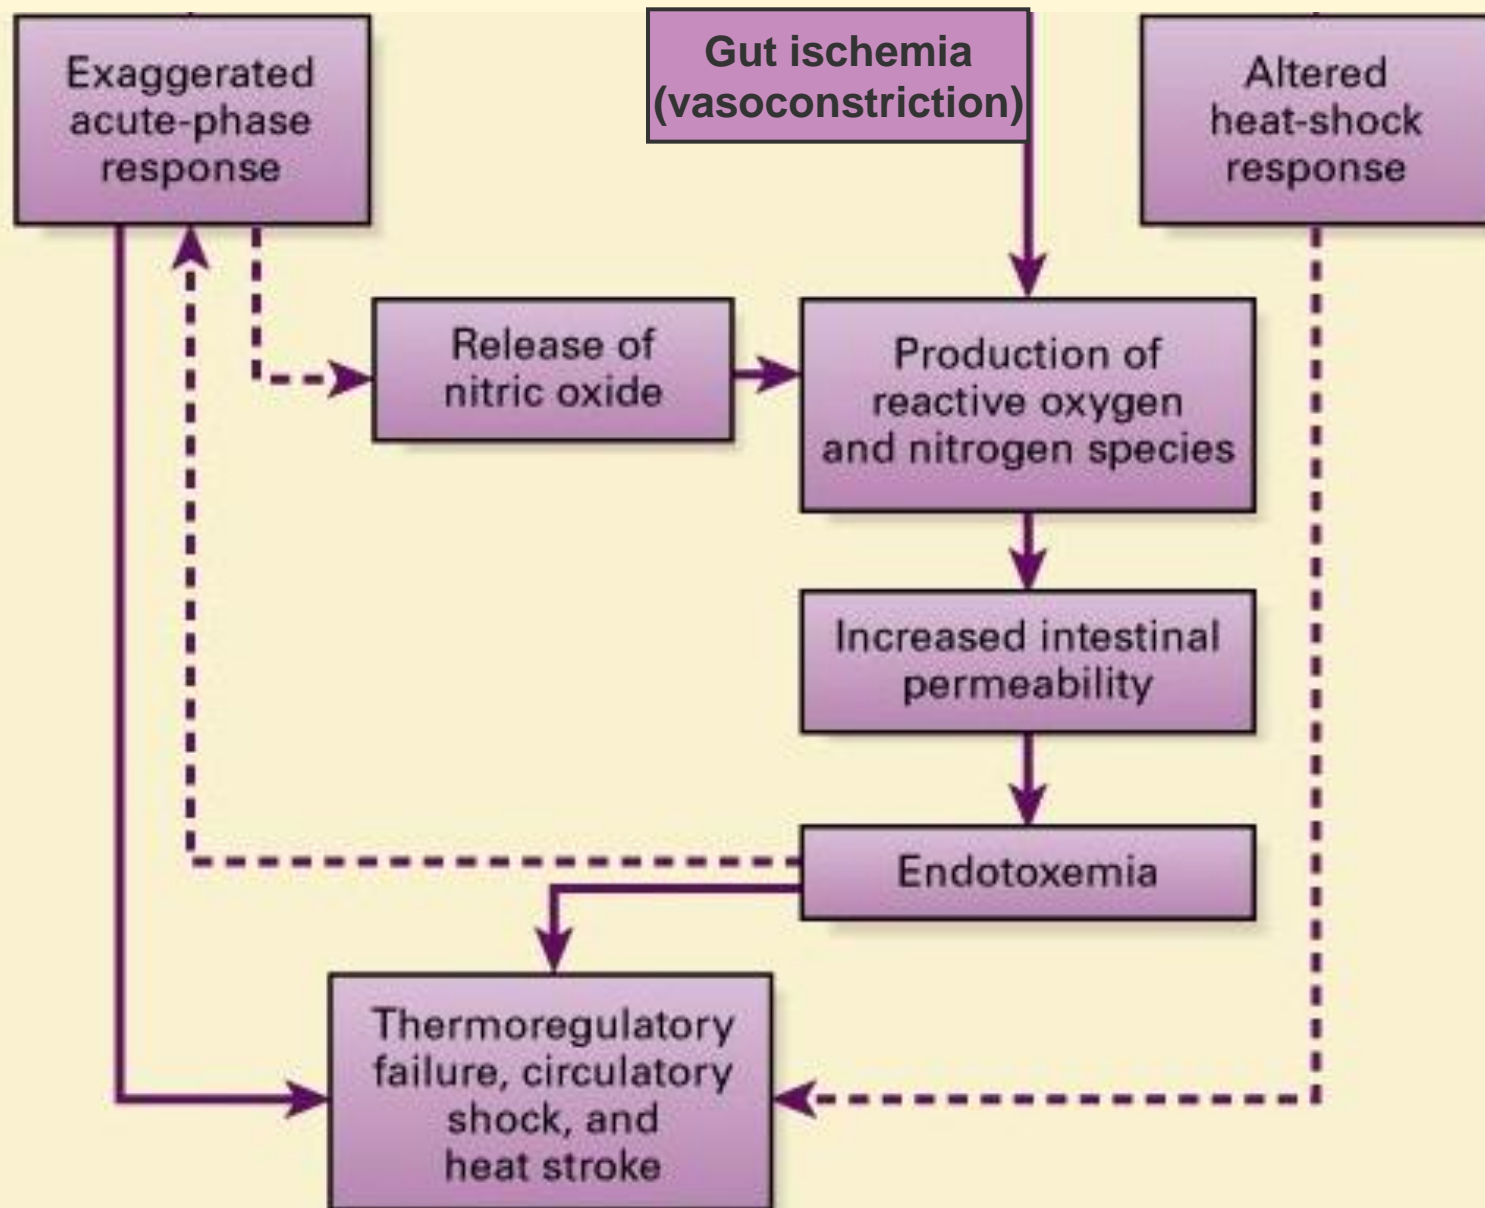 Exaggerated
acute-phase
response
Gut ischemia
(vasoconstriction)
Altered
heat-shock
response
Release of
nitric oxide
Production of
reactive oxygen
and nitrogen species
Increased intestinal
permeability
Endotoxemia
Thermoregulatory
failure, circulatory
shock, and
heat stroke